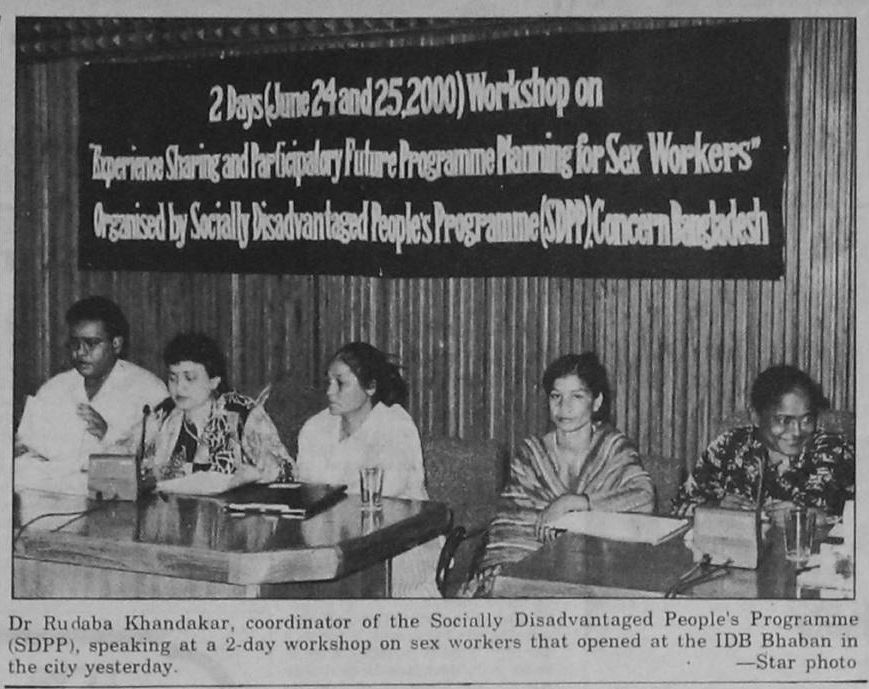 2 Days (June 24 and 25, 2000) Workshop on
"Experience Sharing and Participatory Future Programme Planning for Sex Workers"
Organised by Socially Disadvantaged People's Programme (SDPP), Concern Bangladesh
Dr Rudaba Khandakar, coordinator of the Socially Disadvantaged People's Programme
(SDPP), speaking at a 2-day workshop on sex workers that opened at the IDB Bhaban in
the city yesterday. —Star photo